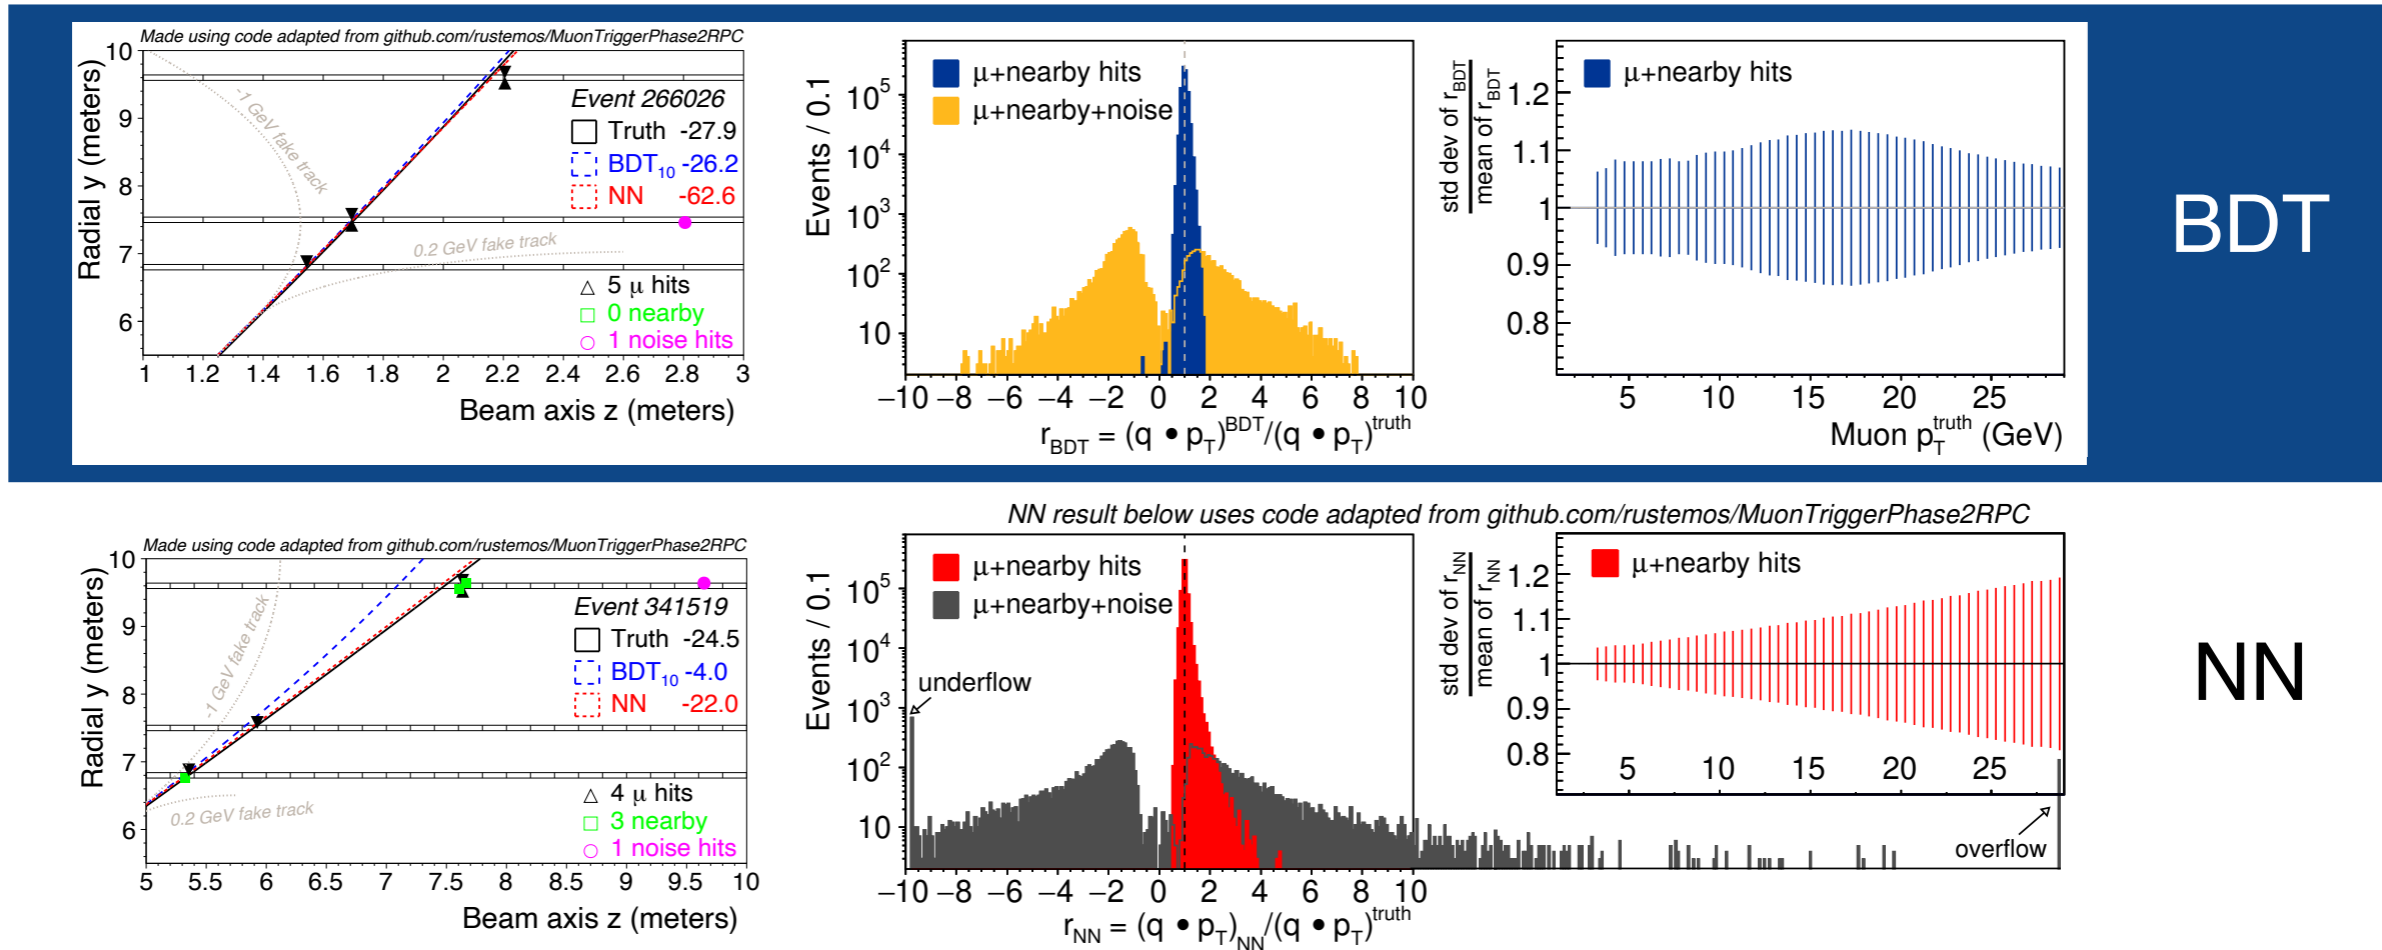 Made using code adapted from github.com/rustemos/MuonTriggerPhase2RPC
Radial y (meters)
10
9
8
7
6
-1 GeV fake track
0.2 GeV fake track
Event 266026
Truth -27.9
BDT10 -26.2
NN -62.6
5 μ hits
0 nearby
1 noise hits
1 1.2 1.4 1.6 1.8 2 2.2 2.4 2.6 2.8 3
Beam axis z (meters)
Events / 0.1
μ+nearby hits
μ+nearby+noise
10^5
10^4
10^3
10^2
10
−10 −8 −6 −4 −2 0 2 4 6 8 10
r_BDT = (q • p_T)^BDT/(q • p_T)^truth
std dev of r_BDT
mean of r_BDT
μ+nearby hits
1.2
1.1
1
0.9
0.8
5 10 15 20 25
Muon p_T^truth (GeV)
BDT
Made using code adapted from github.com/rustemos/MuonTriggerPhase2RPC
Radial y (meters)
10
9
8
7
6
-1 GeV fake track
0.2 GeV fake track
Event 341519
Truth -24.5
BDT10 -4.0
NN -22.0
4 μ hits
3 nearby
1 noise hits
5 5.5 6 6.5 7 7.5 8 8.5 9 9.5 10
Beam axis z (meters)
NN result below uses code adapted from github.com/rustemos/MuonTriggerPhase2RPC
Events / 0.1
μ+nearby hits
μ+nearby+noise
10^5
10^4
10^3
10^2
10
underflow
−10 −8 −6 −4 −2 0 2 4 6 8 10
r_NN = (q • p_T)_NN/(q • p_T)^truth
std dev of r_NN
mean of r_NN
μ+nearby hits
1.2
1.1
1
0.9
0.8
5 10 15 20 25
overflow
NN